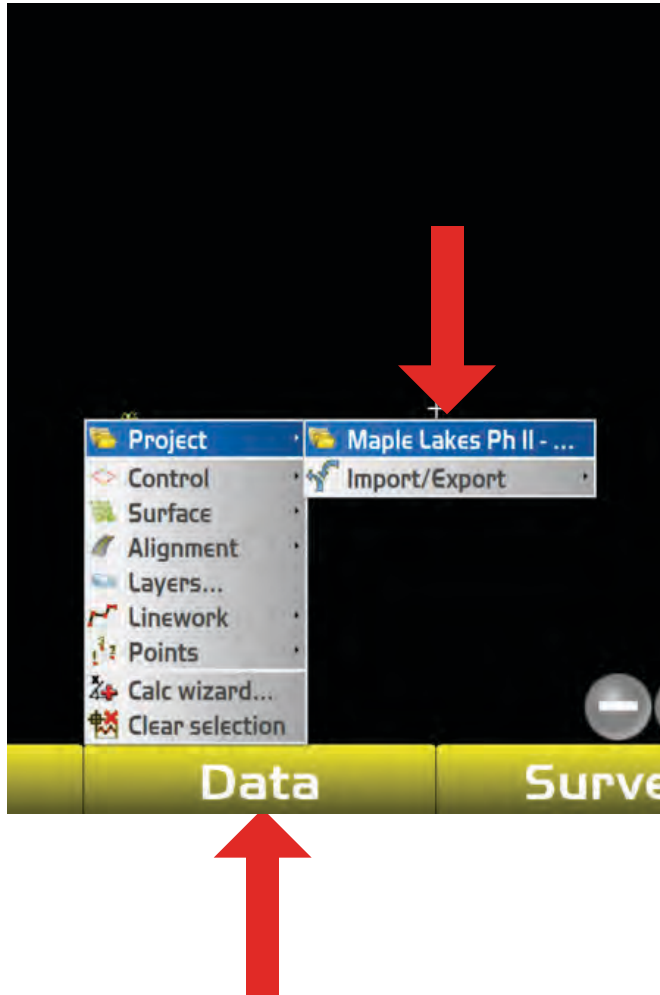 Project
Maple Lakes Ph II - ...
Control
Import/Export
Surface
Alignment
Layers...
Linework
Points
Calc wizard...
Clear selection
Data
Surve